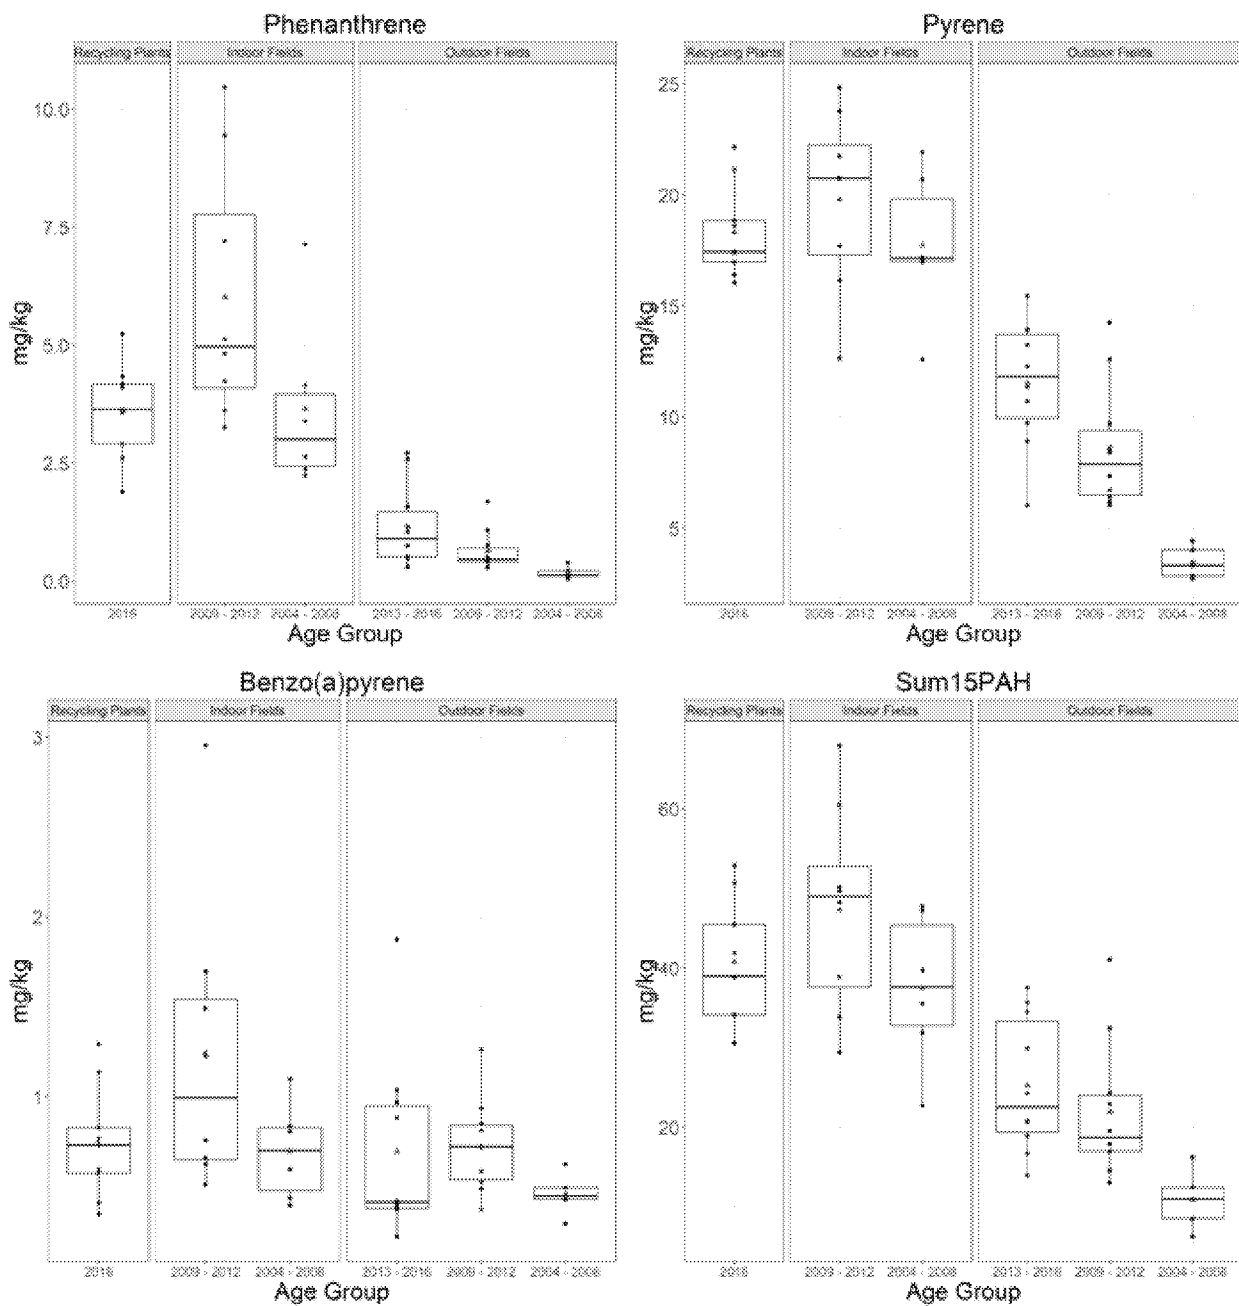 Phenanthrene
Recycling Plants
Indoor Fields
Outdoor Fields
10.0
7.5
5.0
2.5
0.0
mg/kg
2016
2009 - 2012
2004 - 2008
2013 - 2016
2009 - 2012
2004 - 2008
Age Group
Pyrene
Recycling Plants
Indoor Fields
Outdoor Fields
25
20
15
10
5
mg/kg
2016
2009 - 2012
2004 - 2008
2013 - 2016
2009 - 2012
2004 - 2008
Age Group
Benzo(a)pyrene
Recycling Plants
Indoor Fields
Outdoor Fields
3
2
1
mg/kg
2016
2009 - 2012
2004 - 2008
2013 - 2016
2009 - 2012
2004 - 2008
Age Group
Sum15PAH
Recycling Plants
Indoor Fields
Outdoor Fields
60
40
20
mg/kg
2016
2009 - 2012
2004 - 2008
2013 - 2016
2009 - 2012
2004 - 2008
Age Group